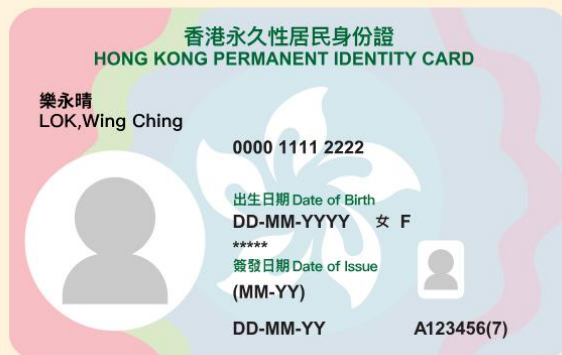 香港永久性居民身份證
HONG KONG PERMANENT IDENTITY CARD
樂永晴
LOK,Wing Ching
0000 1111 2222
出生日期 Date of Birth
DD-MM-YYYY 女 F
*****
簽發日期 Date of Issue
(MM-YY)
DD-MM-YY A123456(7)